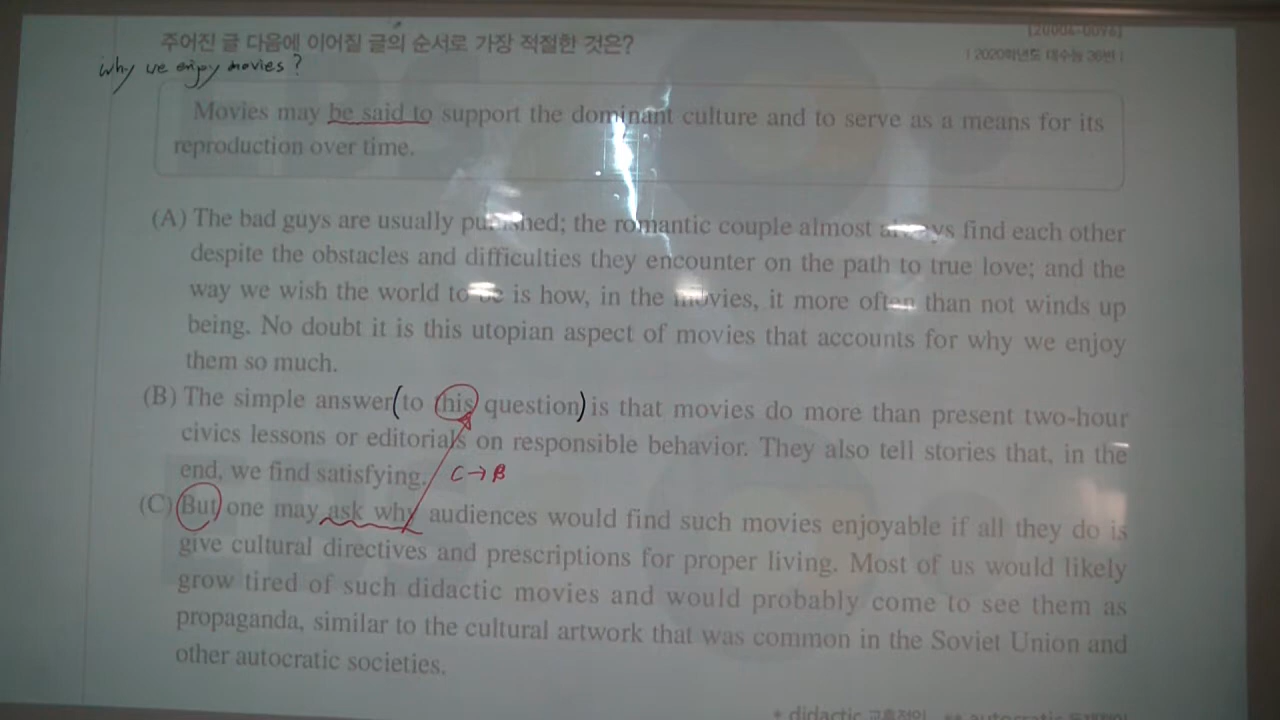 [20004-0096]
주어진 글 다음에 이어질 글의 순서로 가장 적절한 것은?
| 2020학년도 대수능 36번 |
why we enjoy movies?
Movies may be said to support the dominant culture and to serve as a means for its
reproduction over time.
(A) The bad guys are usually punished; the romantic couple almost always find each other
despite the obstacles and difficulties they encounter on the path to true love; and the
way we wish the world to be is how, in the movies, it more often than not winds up
being. No doubt it is this utopian aspect of movies that accounts for why we enjoy
them so much.
(B) The simple answer (to this question) is that movies do more than present two-hour
civics lessons or editorials on responsible behavior. They also tell stories that, in the
end, we find satisfying.
C → B
(C) But one may ask why audiences would find such movies enjoyable if all they do is
give cultural directives and prescriptions for proper living. Most of us would likely
grow tired of such didactic movies and would probably come to see them as
propaganda, similar to the cultural artwork that was common in the Soviet Union and
other autocratic societies.
* didactic 교훈적인 ** autocratic